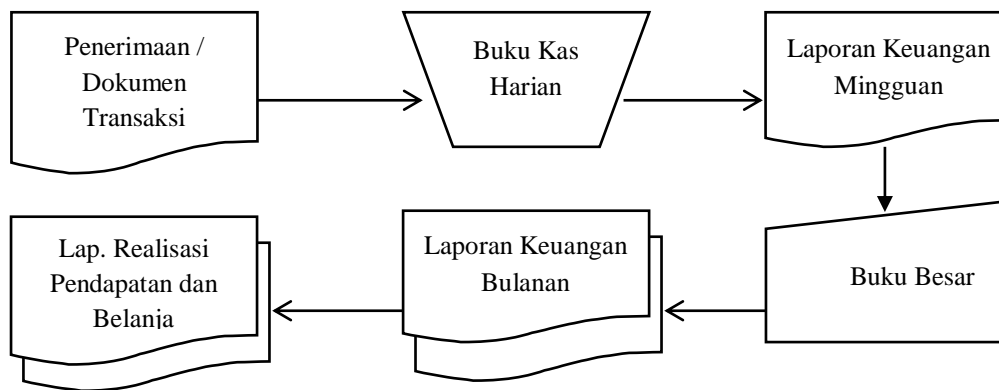 Penerimaan /
Dokumen
Transaksi
Buku Kas
Harian
Laporan Keuangan
Mingguan
Lap. Realisasi
Pendapatan dan
Belanja
Laporan Keuangan
Bulanan
Buku Besar